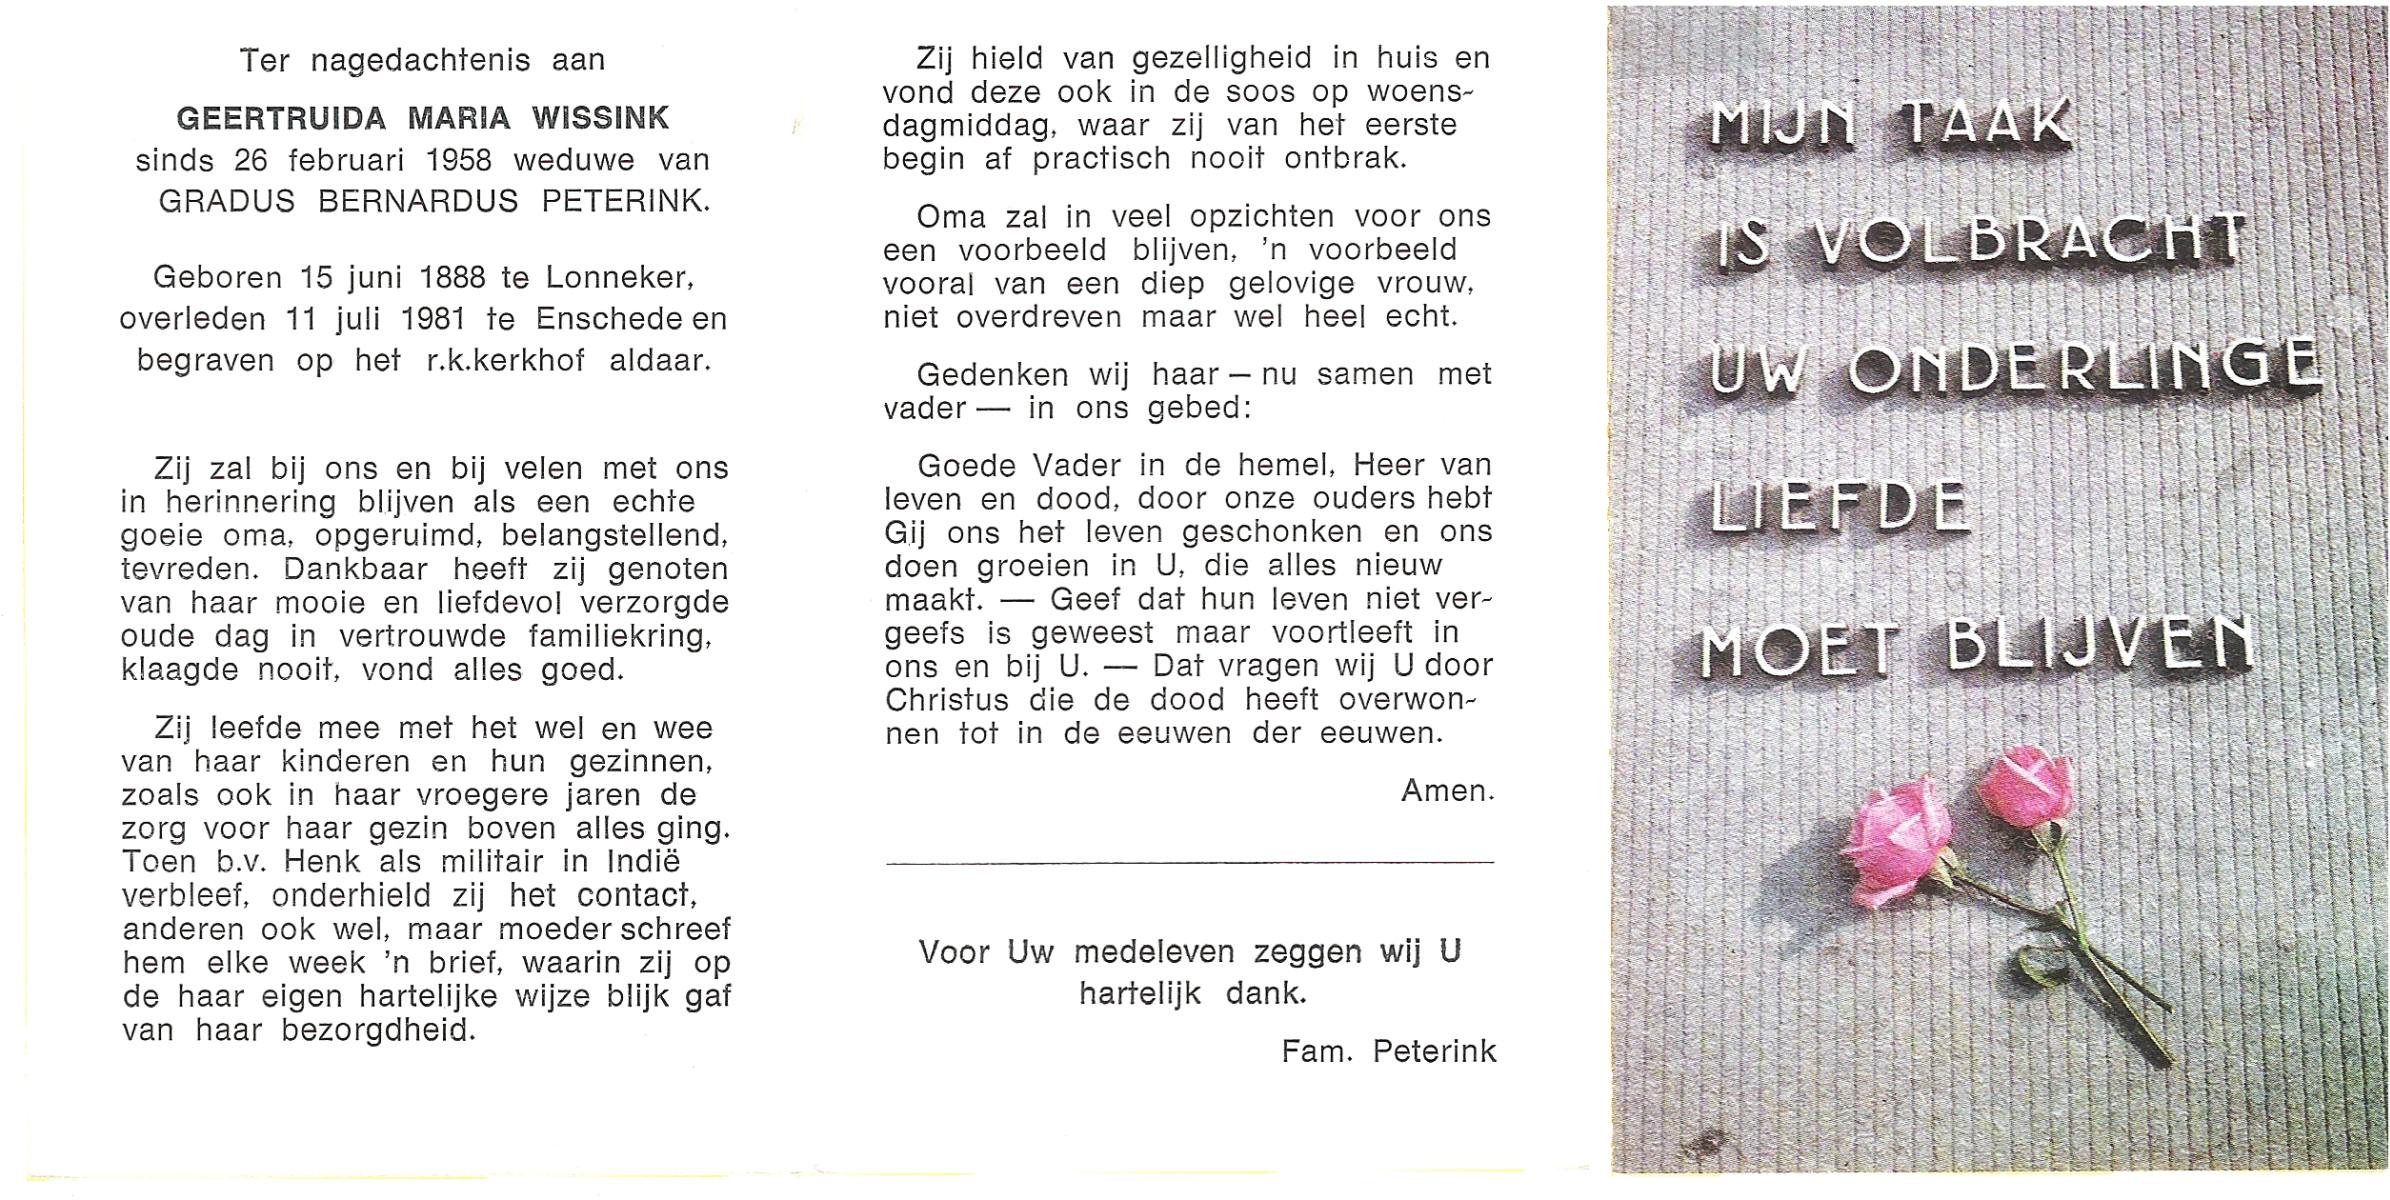 Ter nagedachtenis aan
GEERTRUIDA MARIA WISSINK
sinds 26 februari 1958 weduwe van
GRADUS BERNARDUS PETERINK.
Geboren 15 juni 1888 te Lonneker,
overleden 11 juli 1981 te Enschede en
begraven op het r.k.kerkhof aldaar.
Zij zal bij ons en bij velen met ons
in herinnering blijven als een echte
goeie oma, opgeruimd, belangstellend,
tevreden. Dankbaar heeft zij genoten
van haar mooie en liefdevol verzorgde
oude dag in vertrouwde familiekring,
klaagde nooit, vond alles goed.
Zij leefde mee met het wel en wee
van haar kinderen en hun gezinnen,
zoals ook in haar vroegere jaren de
zorg voor haar gezin boven alles ging.
Toen b.v. Henk als militair in Indië
verbleef, onderhield zij het contact,
anderen ook wel, maar moeder schreef
hem elke week 'n brief, waarin zij op
de haar eigen hartelijke wijze blijk gaf
van haar bezorgdheid.
Zij hield van gezelligheid in huis en
vond deze ook in de soos op woens-
dagmiddag, waar zij van het eerste
begin af practisch nooit ontbrak.
Oma zal in veel opzichten voor ons
een voorbeeld blijven, 'n voorbeeld
vooral van een diep gelovige vrouw,
niet overdreven maar wel heel echt.
Gedenken wij haar — nu samen met
vader — in ons gebed:
Goede Vader in de hemel, Heer van
leven en dood, door onze ouders hebt
Gij ons het leven geschonken en ons
doen groeien in U, die alles nieuw
maakt. — Geef dat hun leven niet ver-
geefs is geweest maar voortleeft in
ons en bij U. — Dat vragen wij U door
Christus die de dood heeft overwon-
nen tot in de eeuwen der eeuwen.
Amen.
Voor Uw medeleven zeggen wij U
hartelijk dank.
Fam. Peterink
MIJN TAAK
IS VOLBRACHT
UW ONDERLINGE
LIEFDE
MOET BLIJVEN